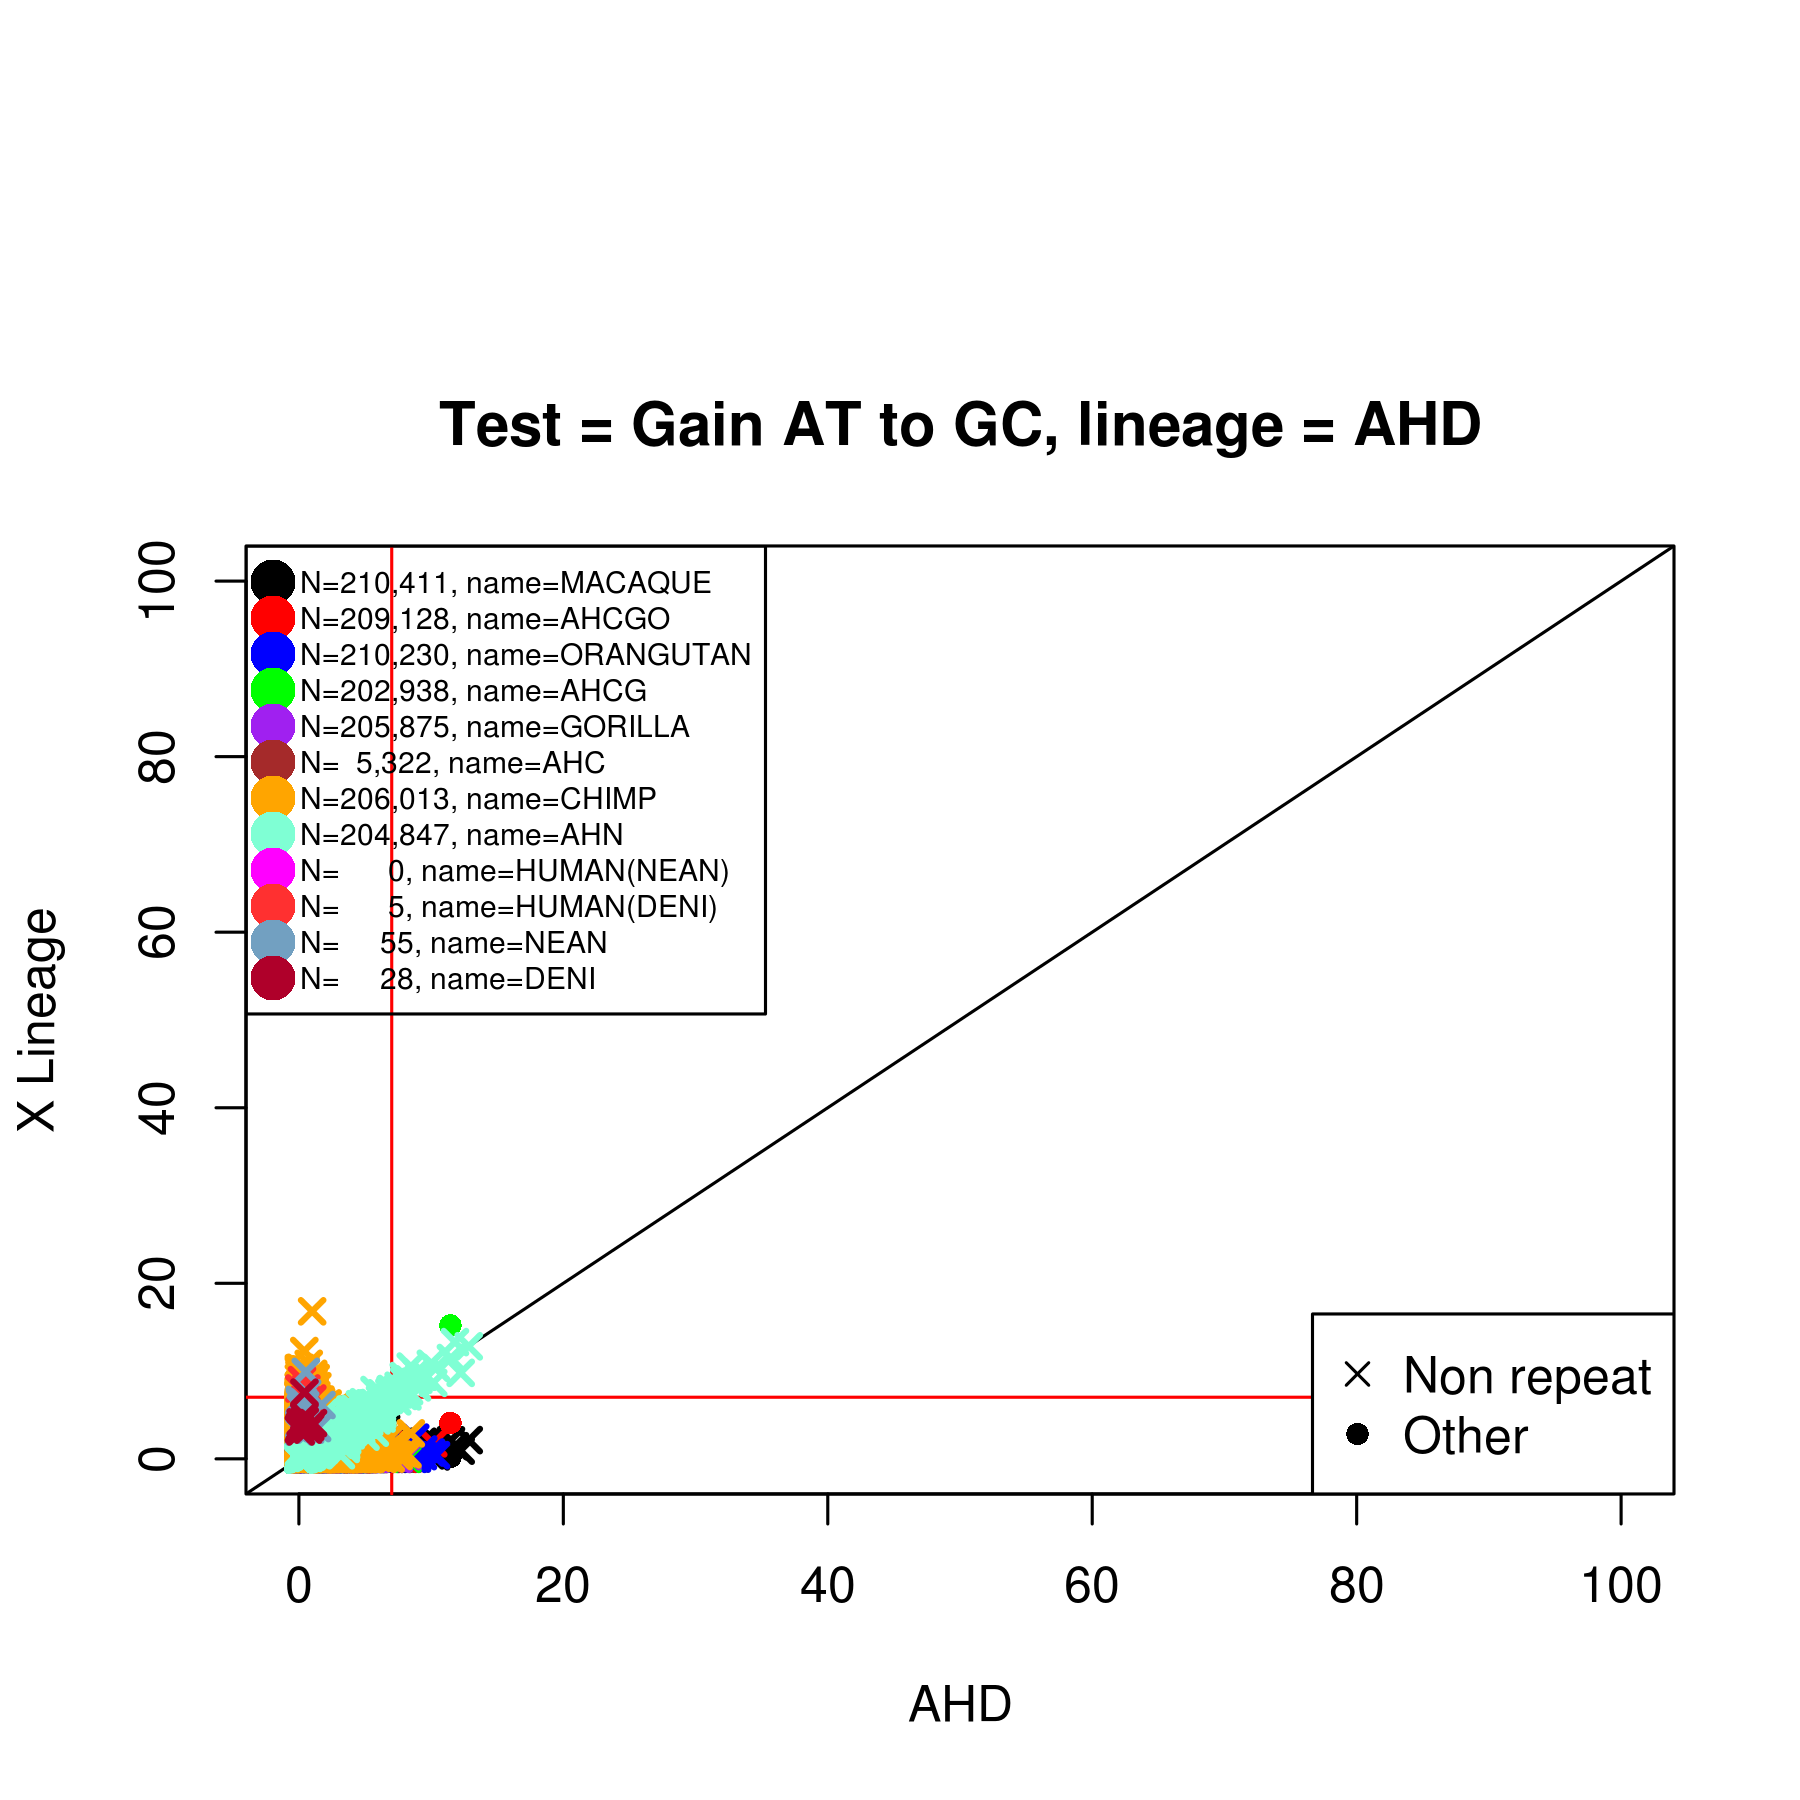 Test = Gain AT to GC, lineage = AHD
100
80
60
40
20
0
X Lineage
N=210,411, name=MACAQUE
N=209,128, name=AHCGO
N=210,230, name=ORANGUTAN
N=202,938, name=AHCG
N=205,875, name=GORILLA
N= 5,322, name=AHC
N=206,013, name=CHIMP
N=204,847, name=AHN
N= 0, name=HUMAN(NEAN)
N= 5, name=HUMAN(DENI)
N= 55, name=NEAN
N= 28, name=DENI
Non repeat
Other
0 20 40 60 80 100
AHD